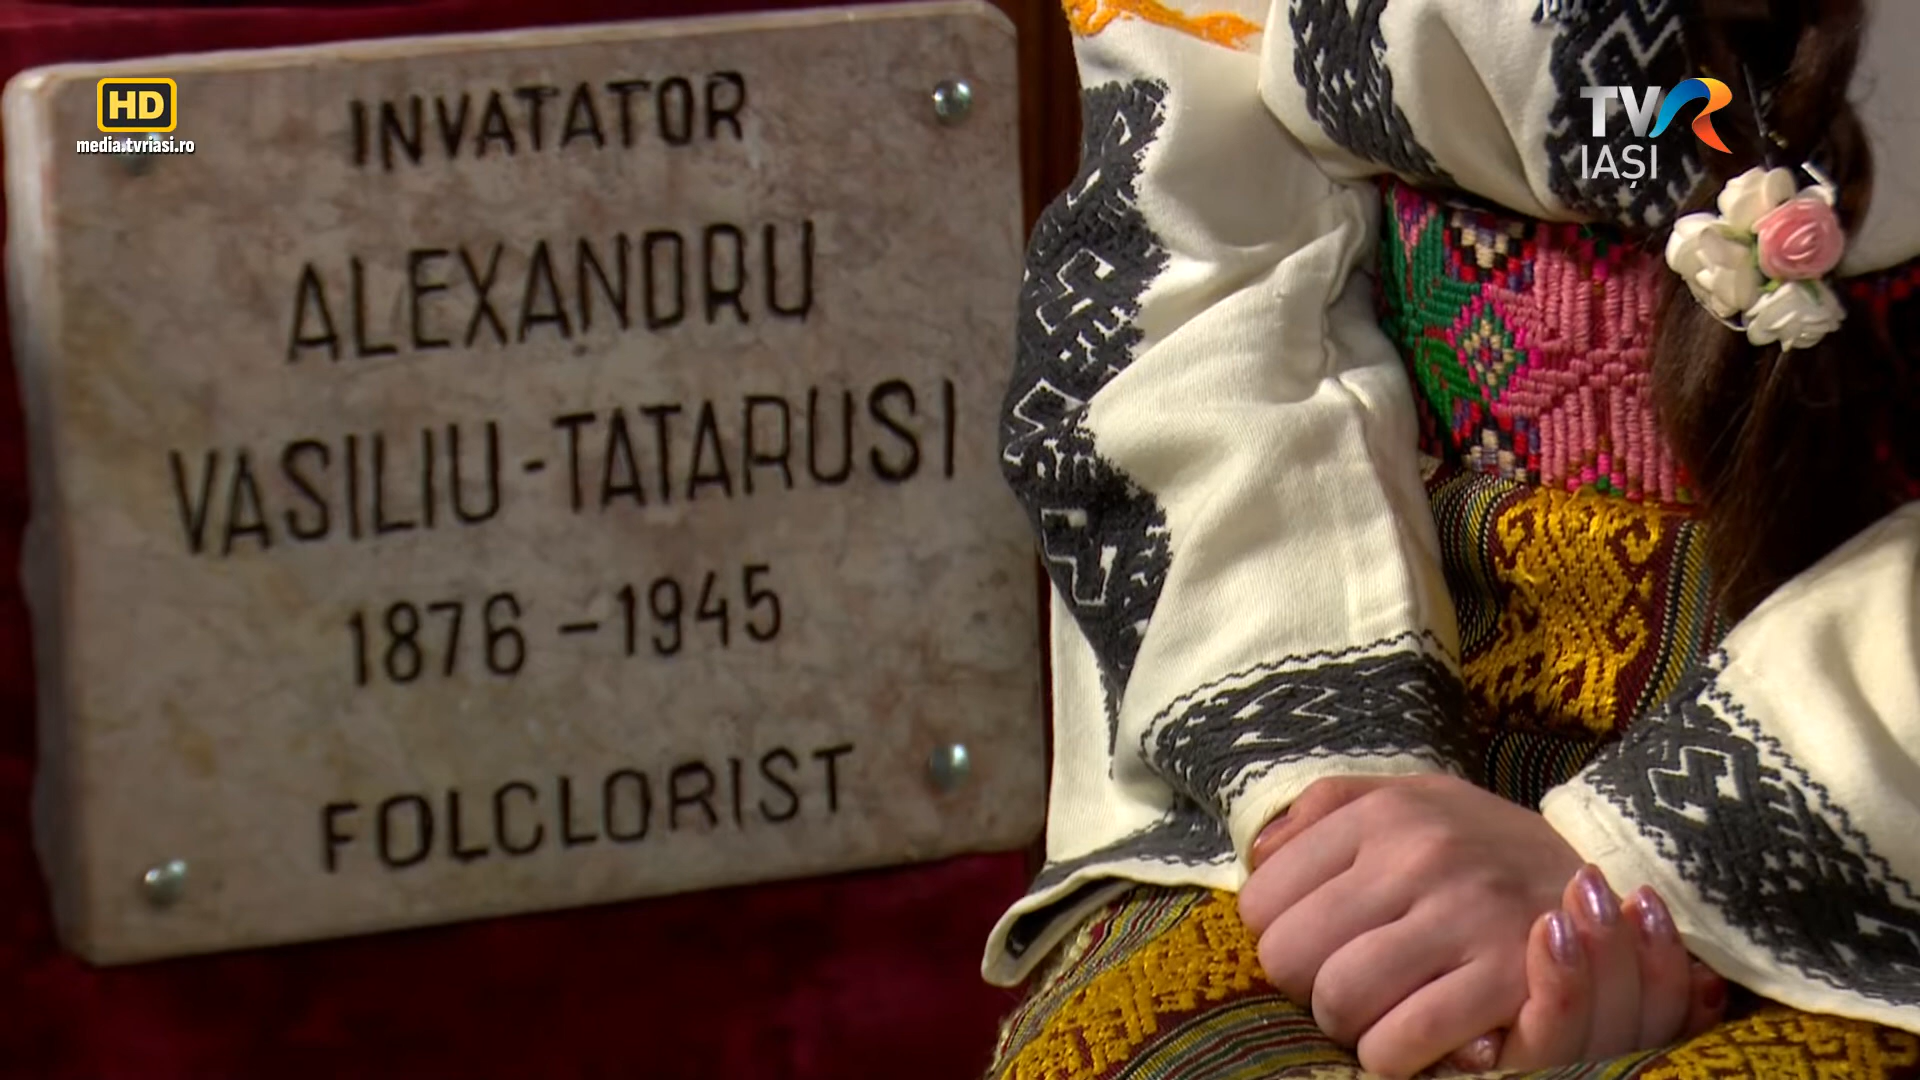 HD
media.tvriasi.ro
TVR
IAȘI
INVATATOR
ALEXANDRU
VASILIU-TATARUSI
1876-1945
FOLCLORIST